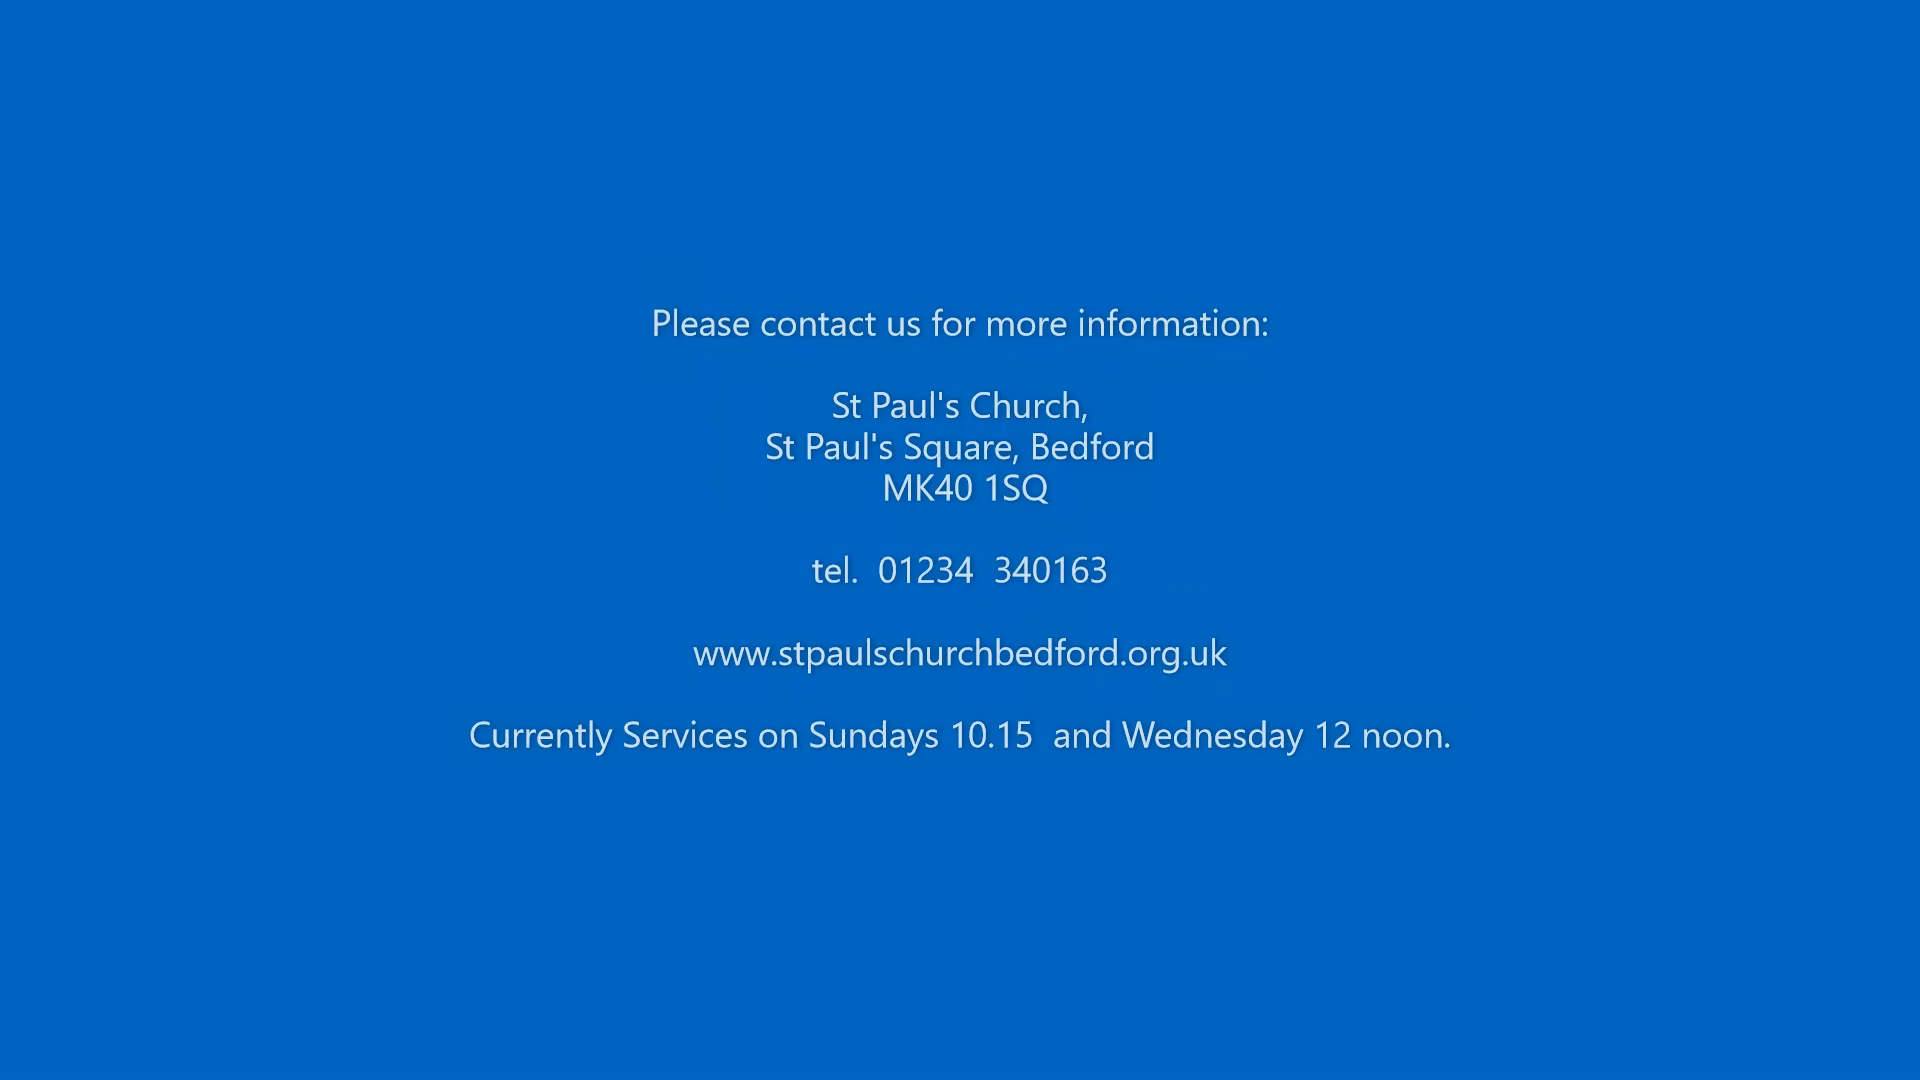 Please contact us for more information:
St Paul's Church,
St Paul's Square, Bedford
MK40 1SQ
tel.  01234  340163
www.stpaulschurchbedford.org.uk
Currently Services on Sundays 10.15  and Wednesday 12 noon.